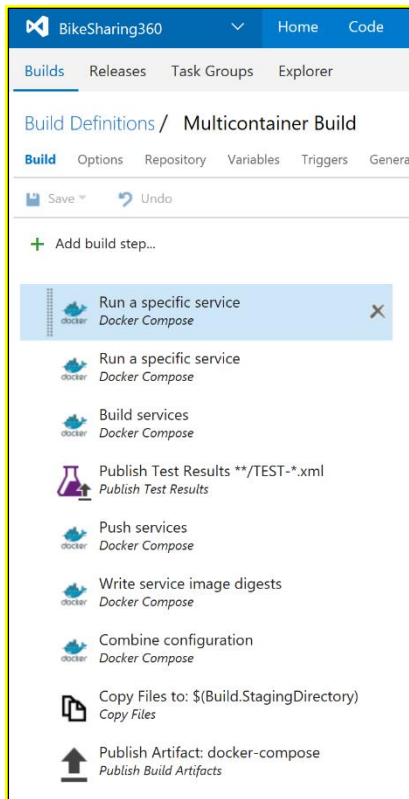 BikeSharing360 Home Code
Builds Releases Task Groups Explorer
Build Definitions / Multicontainer Build
Build Options Repository Variables Triggers Genera
Save Undo
+ Add build step...
Run a specific service
docker Docker Compose
Run a specific service
docker Docker Compose
Build services
docker Docker Compose
Publish Test Results **/TEST-*.xml
Publish Test Results
Push services
docker Docker Compose
Write service image digests
docker Docker Compose
Combine configuration
docker Docker Compose
Copy Files to: $(Build.StagingDirectory)
Copy Files
Publish Artifact: docker-compose
Publish Build Artifacts